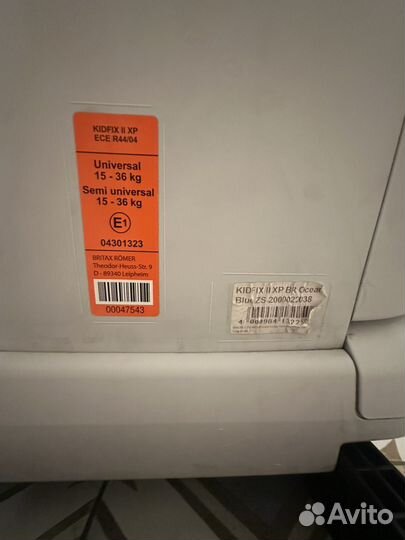 KIDFIX II XP
ECE R44/04
Universal
15 - 36 kg
Semi universal
15 - 36 kg
E1
04301323
BRITAX RÖMER
Theodor-Heuss-Str. 9
D - 89340 Leipheim
00047543
KIDFIX II XP BR Ocean
Blue ZS 2000023038
Avito